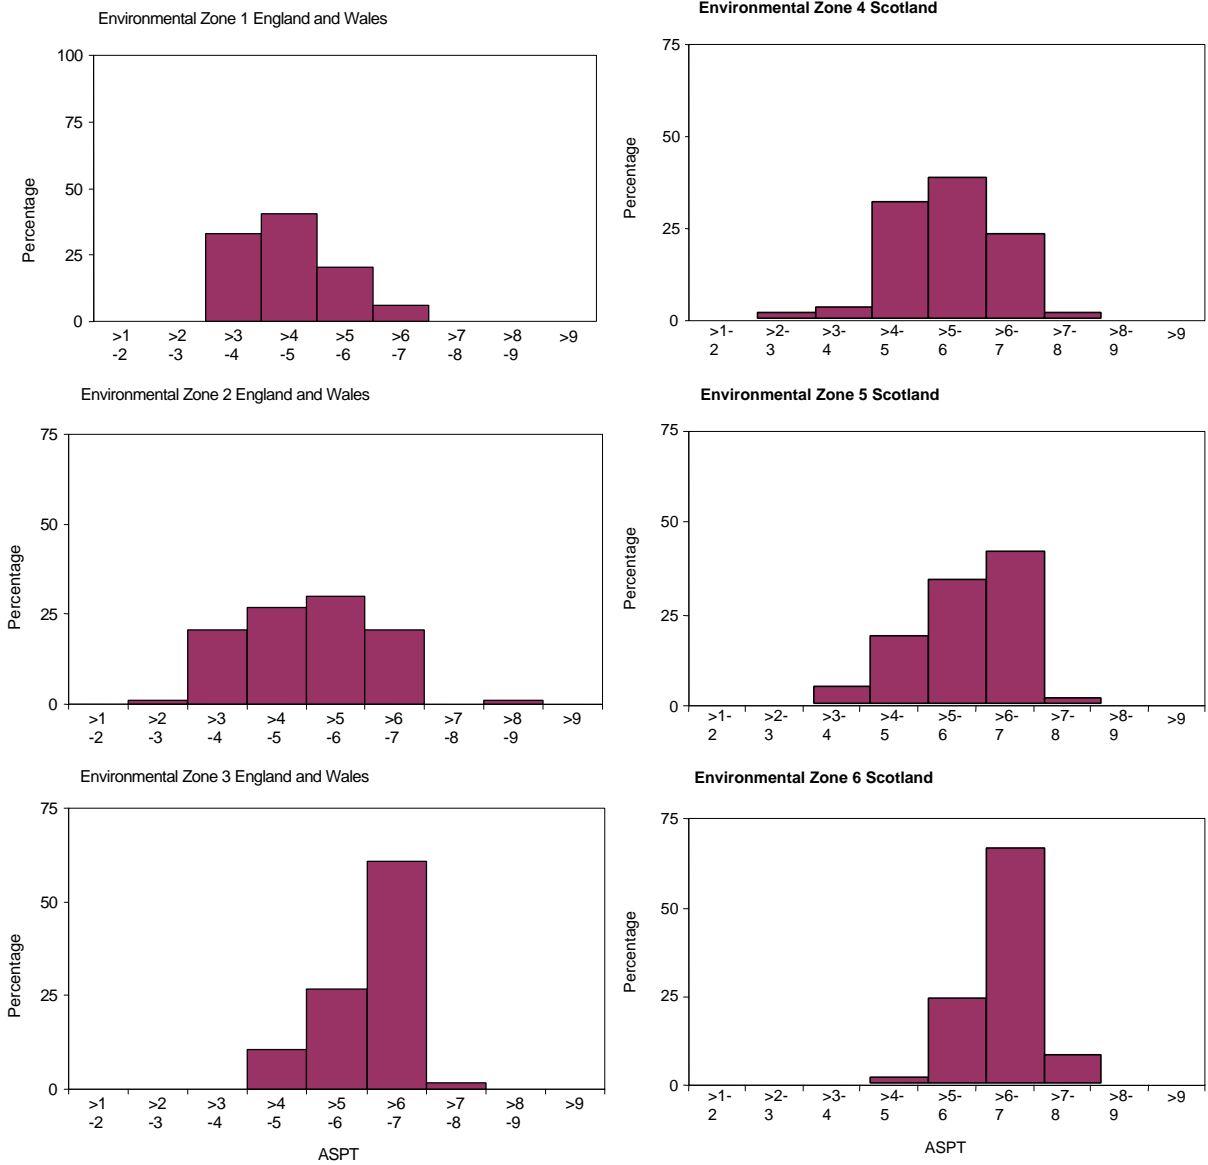 Environmental Zone 1 England and Wales
100
75
50
25
0
Percentage
>1 >2 >3 >4 >5 >6 >7 >8 >9
-2 -3 -4 -5 -6 -7 -8 -9
Environmental Zone 4 Scotland
75
50
25
0
Percentage
>1- >2- >3- >4- >5- >6- >7- >8- >9
2 3 4 5 6 7 8 9
Environmental Zone 2 England and Wales
75
50
25
0
Percentage
>1 >2 >3 >4 >5 >6 >7 >8 >9
-2 -3 -4 -5 -6 -7 -8 -9
Environmental Zone 5 Scotland
75
50
25
0
Percentage
>1- >2- >3- >4- >5- >6- >7- >8- >9
2 3 4 5 6 7 8 9
Environmental Zone 3 England and Wales
75
50
25
0
Percentage
>1 >2 >3 >4 >5 >6 >7 >8 >9
-2 -3 -4 -5 -6 -7 -8 -9
ASPT
Environmental Zone 6 Scotland
75
50
25
0
Percentage
>1- >2- >3- >4- >5- >6- >7- >8- >9
2 3 4 5 6 7 8 9
ASPT